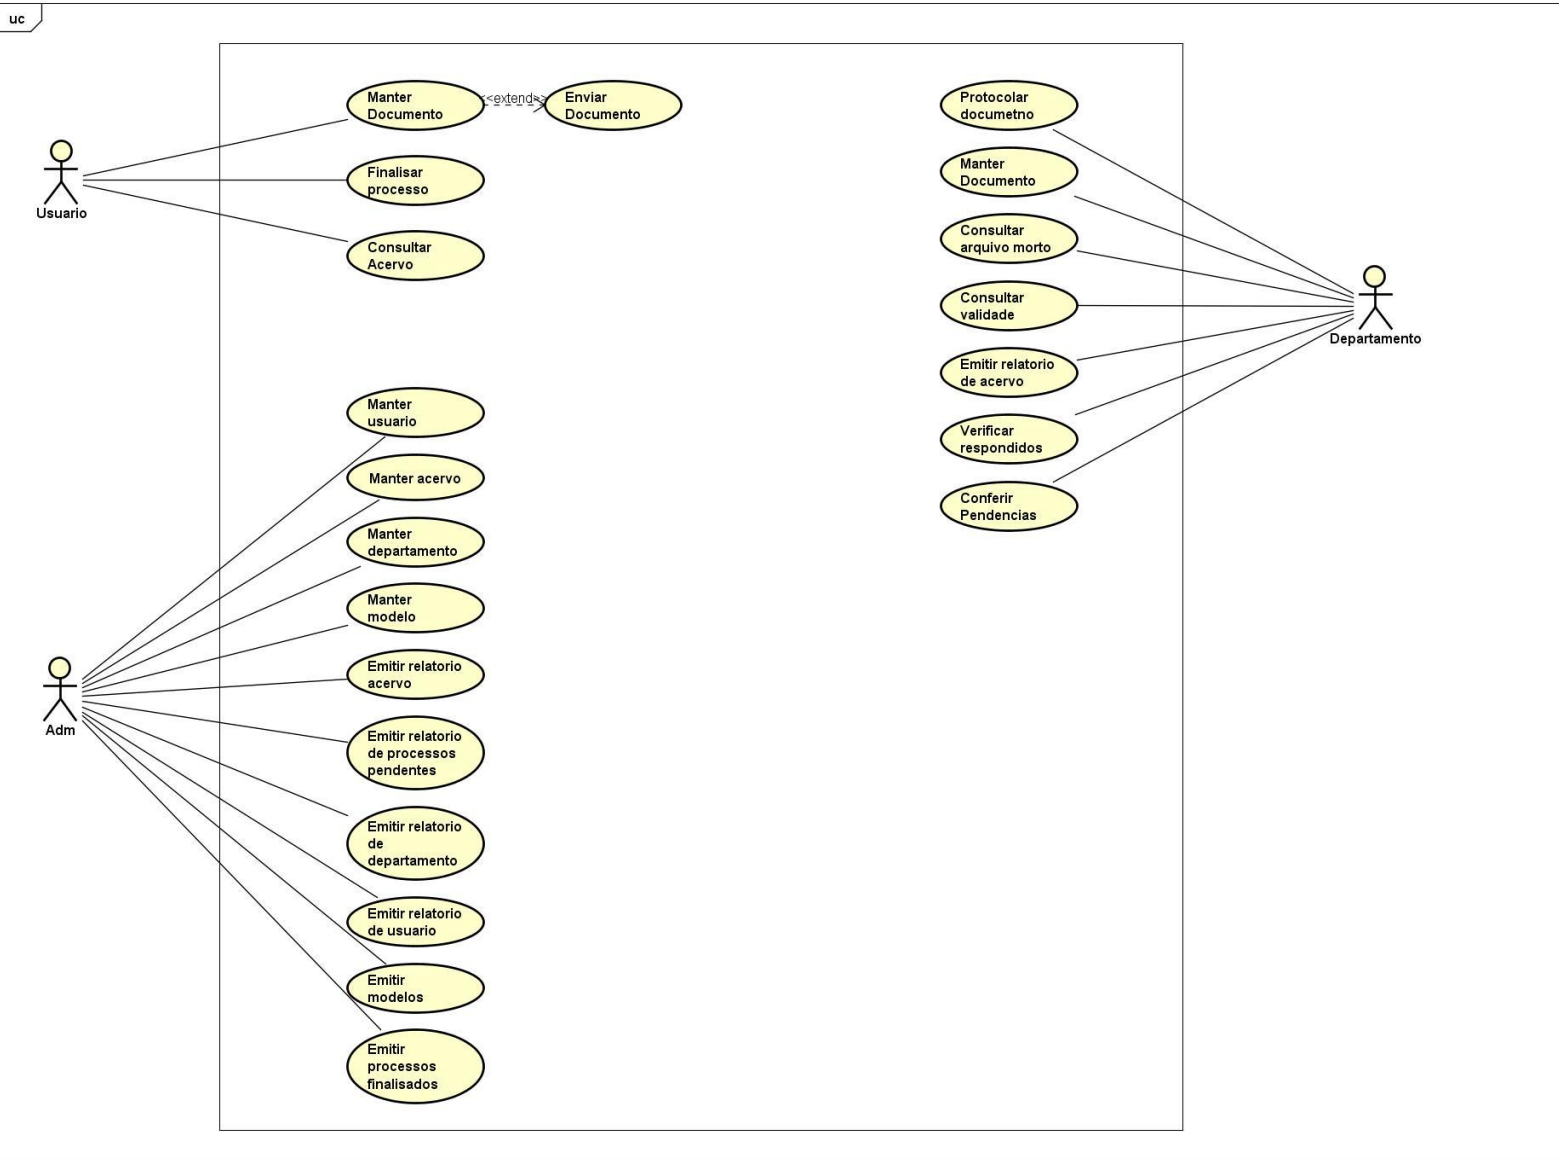 uc
Manter
Documento
<<extend>>
Enviar
Documento
Finalisar
processo
Consultar
Acervo
Usuario
Protocolar
documetno
Manter
Documento
Consultar
arquivo morto
Consultar
validade
Emitir relatorio
de acervo
Verificar
respondidos
Conferir
Pendencias
Departamento
Manter
usuario
Manter acervo
Manter
departamento
Manter
modelo
Emitir relatorio
acervo
Emitir relatorio
de processos
pendentes
Emitir relatorio
de
departamento
Emitir relatorio
de usuario
Emitir
modelos
Emitir
processos
finalisados
Adm